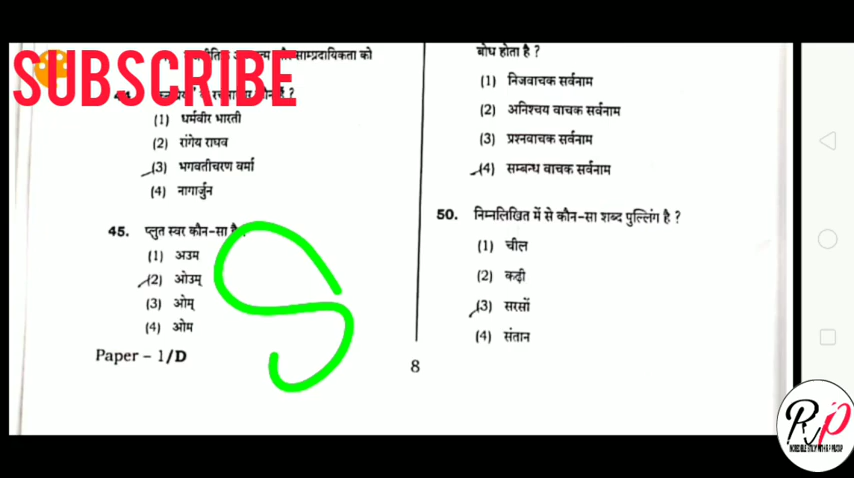 SUBSCRIBE
साम्प्रदायिकता को
(1) धर्मवीर भारती
(2) रांगेय राघव
(3) भगवतीचरण वर्मा
(4) नागार्जुन
45. प्लुत स्वर कौन-सा है
(1) अउम
(2) ओउम्
(3) ओम्
(4) ओम
Paper - 1/D
बोध होता है ?
(1) निजवाचक सर्वनाम
(2) अनिश्चय वाचक सर्वनाम
(3) प्रश्नवाचक सर्वनाम
(4) सम्बन्ध वाचक सर्वनाम
50. निम्नलिखित में से कौन-सा शब्द पुल्लिंग है ?
(1) चील
(2) कढ़ी
(3) सरसों
(4) संतान
8
RP